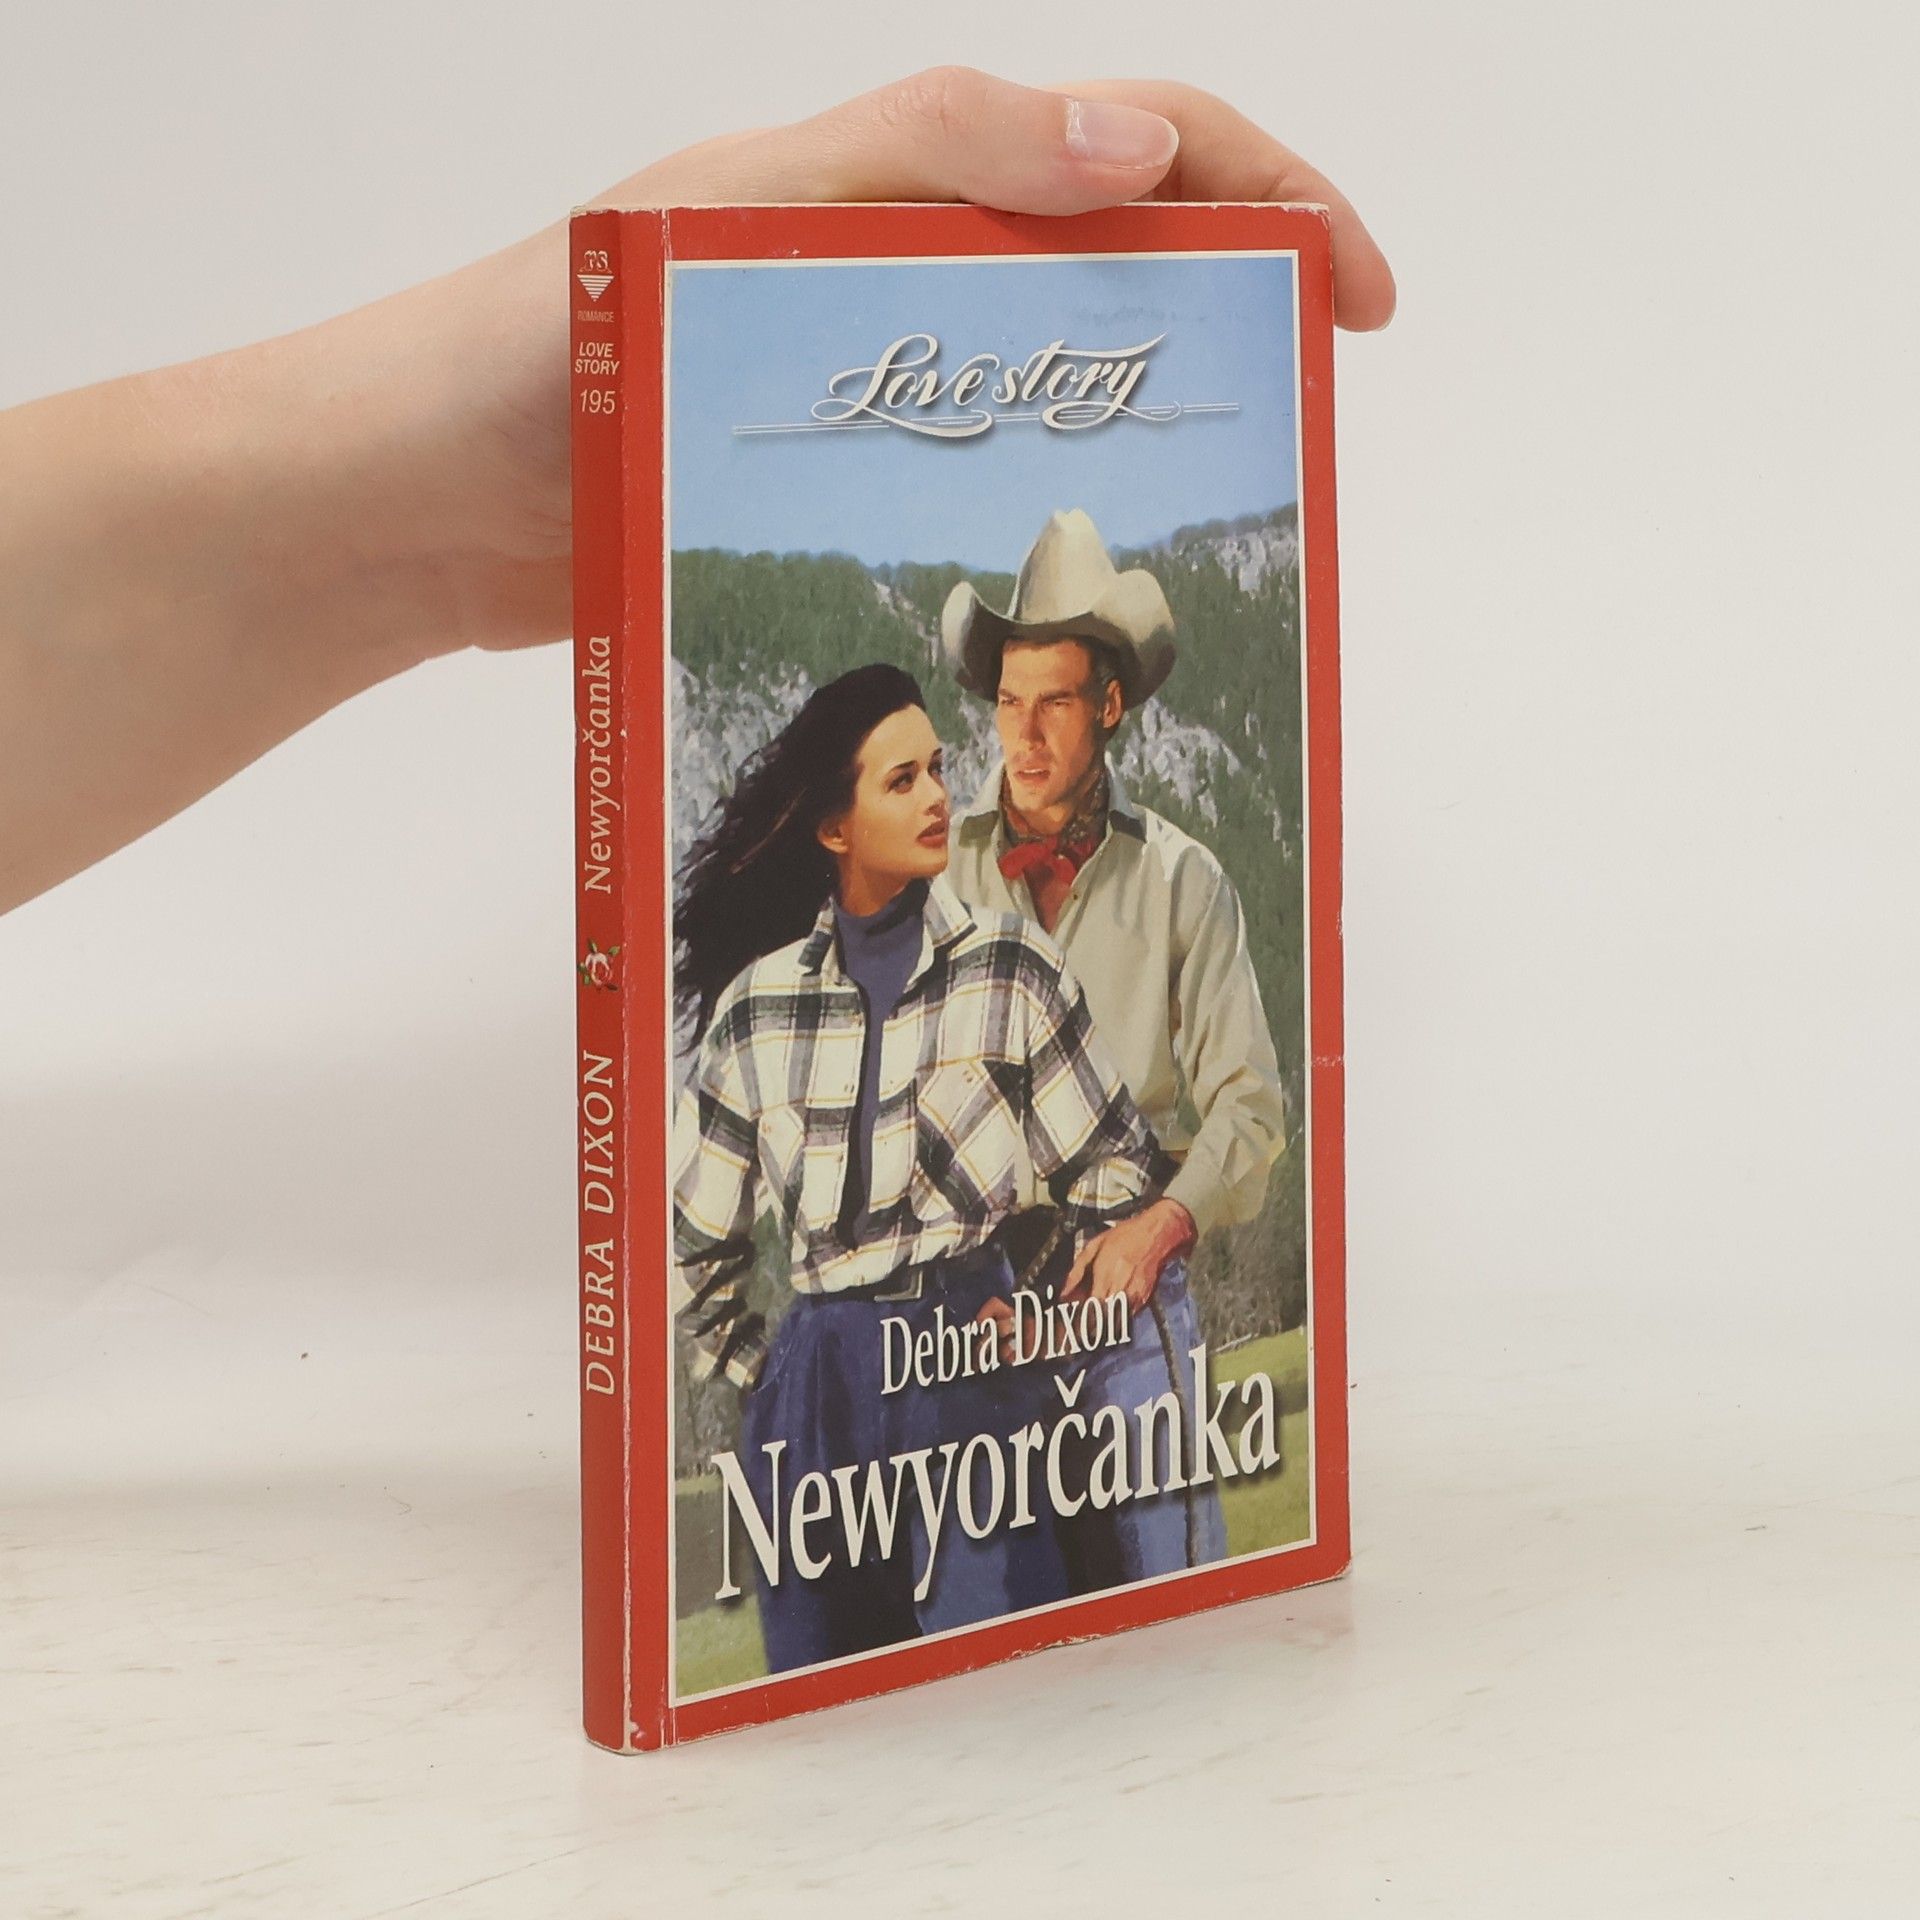 ROMANCE
LOVE
STORY
195
Newyorčanka
DEBRA DIXON
Love story
Debra Dixon
Newyorčanka